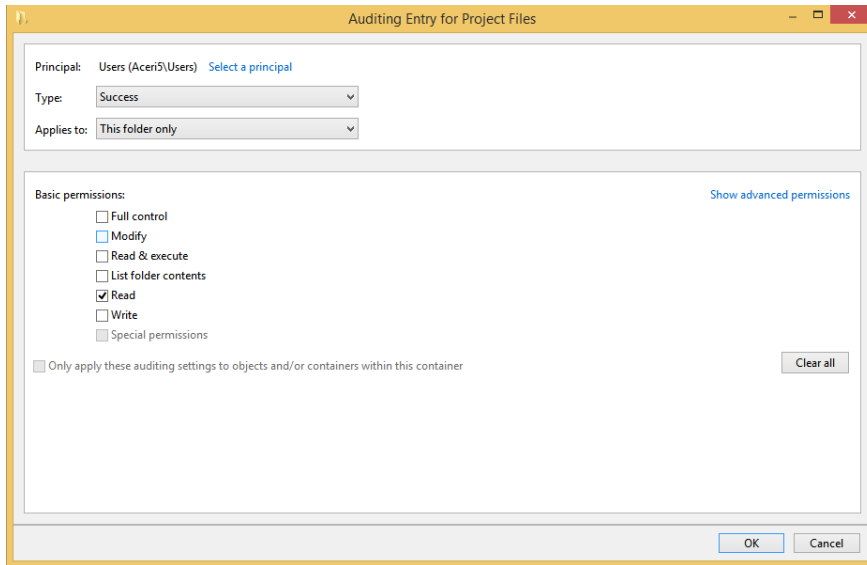 Auditing Entry for Project Files
Principal: Users (Aceri5\Users) Select a principal
Type: Success
Applies to: This folder only
Basic permissions: Show advanced permissions
Full control
Modify
Read & execute
List folder contents
Read
Write
Special permissions
Only apply these auditing settings to objects and/or containers within this container Clear all
OK Cancel